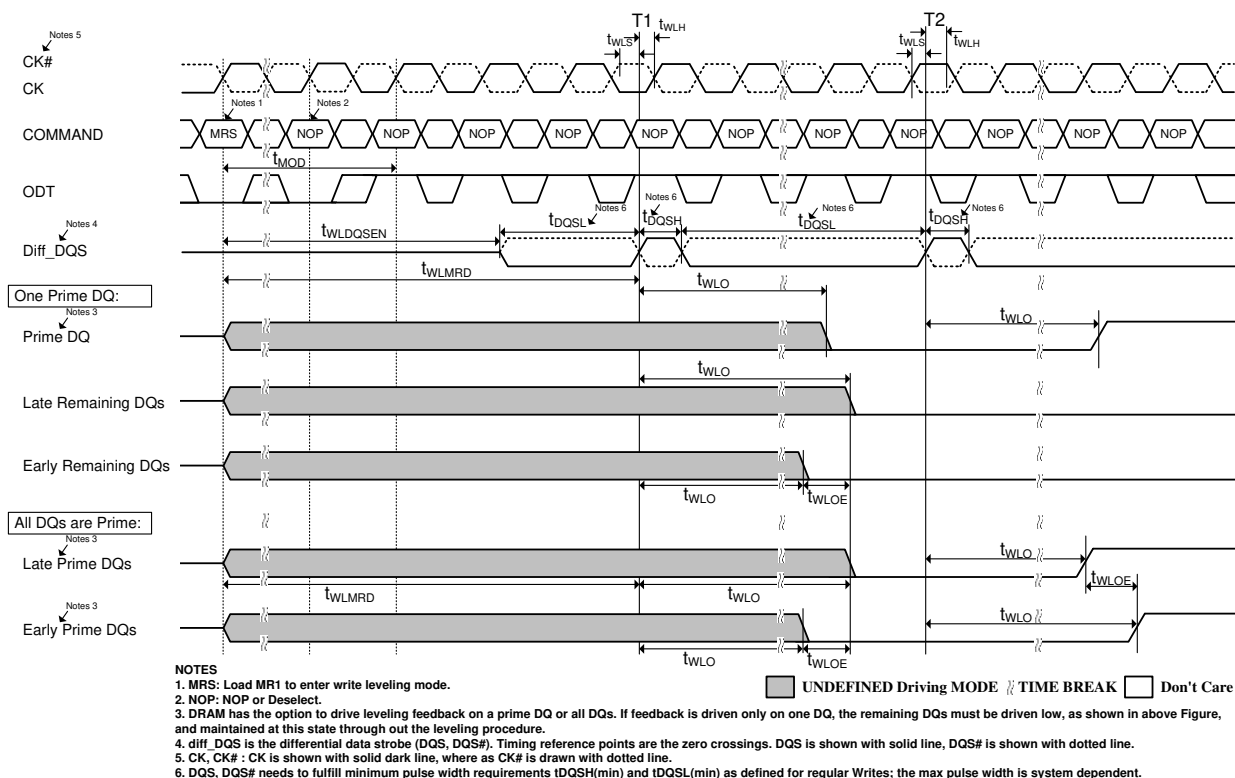 T1
T2
tWLS
tWLH
tWLS
tWLH
Notes 5
CK#
CK
Notes 1
Notes 2
COMMAND
MRS
NOP
NOP
NOP
NOP
NOP
NOP
NOP
NOP
NOP
NOP
NOP
tMOD
ODT
Notes 4
Diff_DQS
tWLDQSEN
tDQSL
Notes 6
tDQSH
Notes 6
tDQSL
Notes 6
tDQSH
Notes 6
tWLMRD
tWLO
One Prime DQ:
Notes 3
Prime DQ
tWLO
tWLO
Late Remaining DQs
Early Remaining DQs
tWLO
tWLOE
All DQs are Prime:
Notes 3
Late Prime DQs
tWLO
tWLOE
tWLMRD
tWLO
Notes 3
Early Prime DQs
tWLO
tWLO
tWLOE
NOTES
1. MRS: Load MR1 to enter write leveling mode.
2. NOP: NOP or Deselect.
UNDEFINED Driving MODE
TIME BREAK
Don't Care
3. DRAM has the option to drive leveling feedback on a prime DQ or all DQs. If feedback is driven only on one DQ, the remaining DQs must be driven low, as shown in above Figure,
and maintained at this state through out the leveling procedure.
4. diff_DQS is the differential data strobe (DQS, DQS#). Timing reference points are the zero crossings. DQS is shown with solid line, DQS# is shown with dotted line.
5. CK, CK# : CK is shown with solid dark line, where as CK# is drawn with dotted line.
6. DQS, DQS# needs to fulfill minimum pulse width requirements tDQSH(min) and tDQSL(min) as defined for regular Writes; the max pulse width is system dependent.